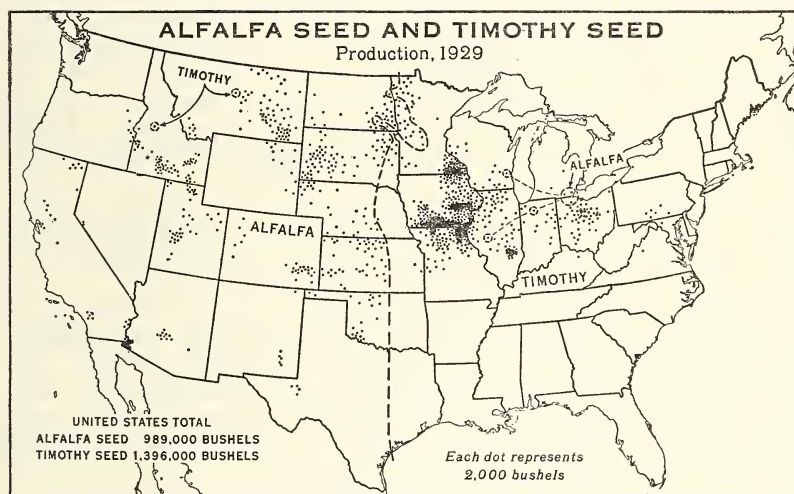 ALFALFA SEED AND TIMOTHY SEED
Production, 1929
TIMOTHY
ALFALFA
ALFALFA
TIMOTHY
UNITED STATES TOTAL
ALFALFA SEED 989,000 BUSHELS
TIMOTHY SEED 1,396,000 BUSHELS
Each dot represents
2,000 bushels